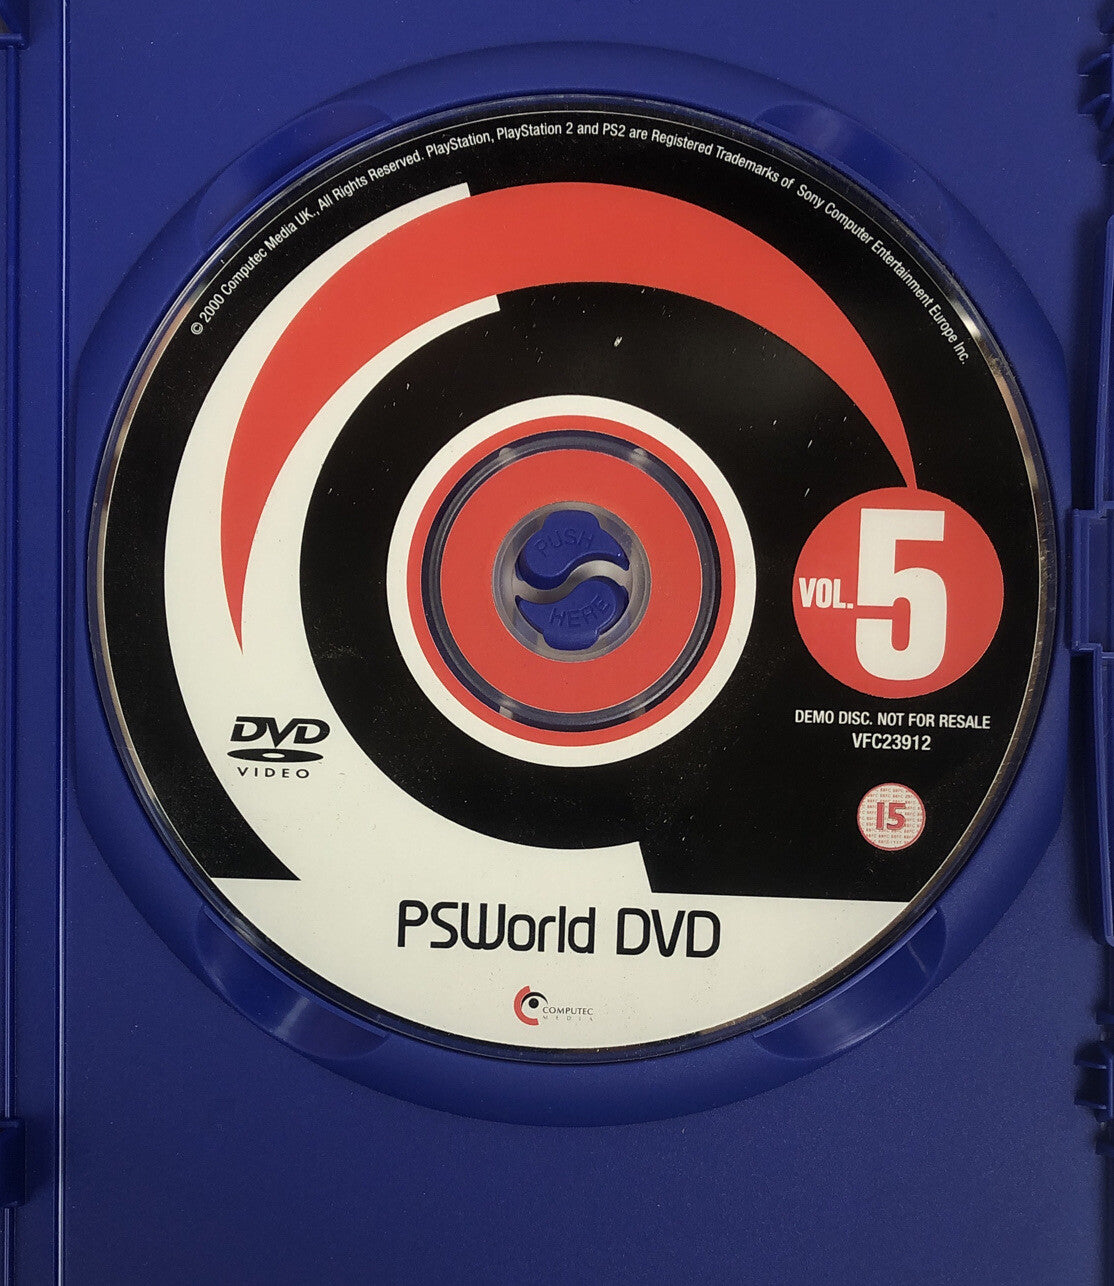 © 2000 Computec Media UK., All Rights Reserved. PlayStation, PlayStation 2 and PS2 are Registered Trademarks of Sony Computer Entertainment Europe Inc.
PUSH
HERE
VOL.5
DEMO DISC. NOT FOR RESALE
VFC23912
DVD
VIDEO
15
PSWorld DVD
COMPUTEC
MEDIA